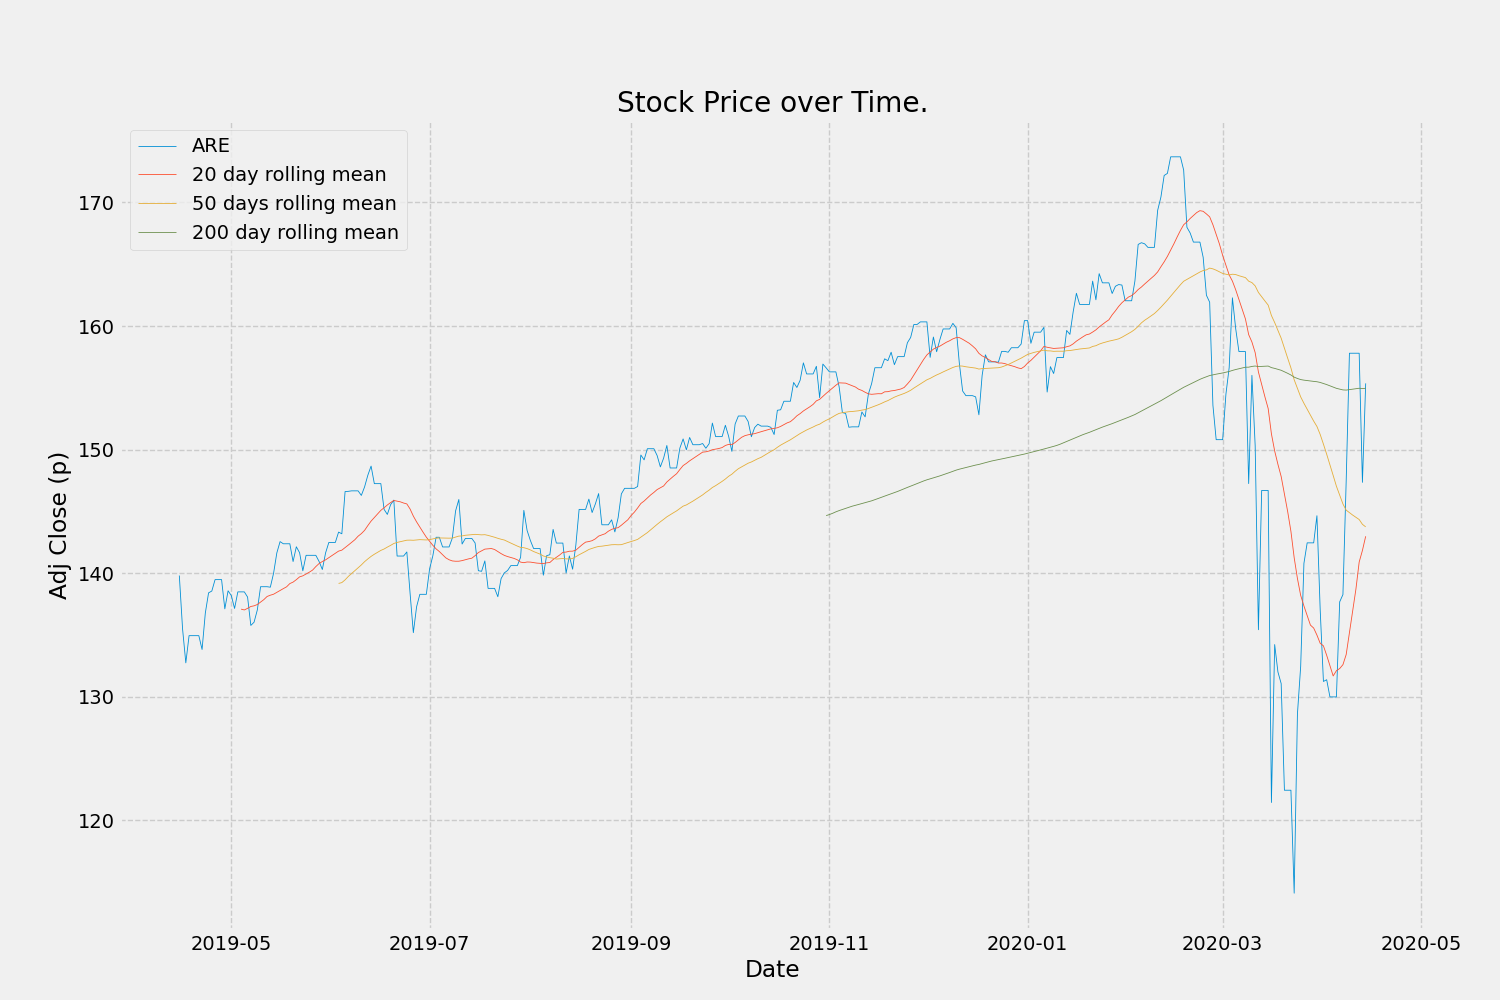 Stock Price over Time.
ARE
20 day rolling mean
50 days rolling mean
200 day rolling mean
Adj Close (p)
170
160
150
140
130
120
2019-05 2019-07 2019-09 2019-11 2020-01 2020-03 2020-05
Date